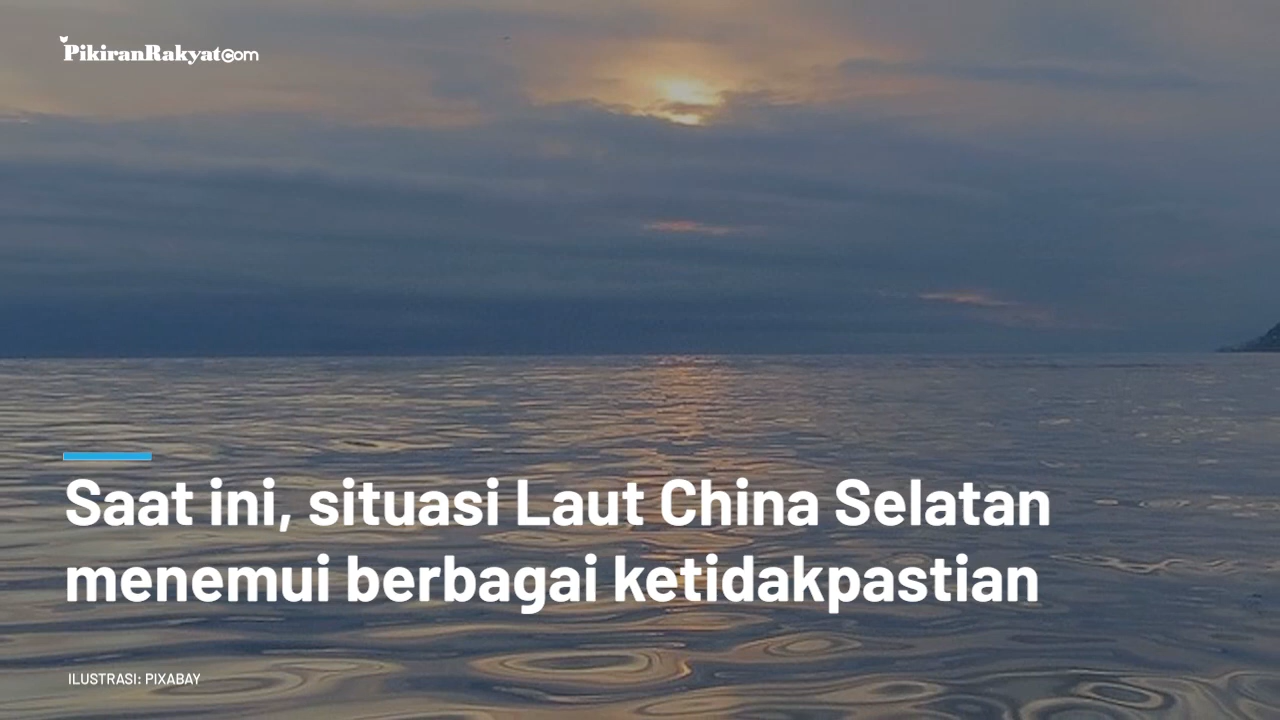 PikiranRakyat.com
Saat ini, situasi Laut China Selatan
menemui berbagai ketidakpastian
ILUSTRASI: PIXABAY